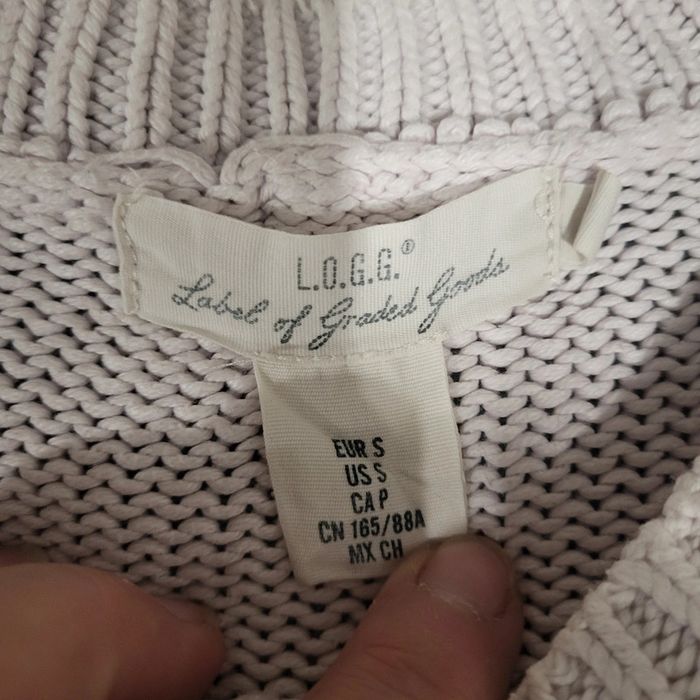 L.O.G.G.®
Label of Graded Goods
EUR S
US S
CA P
CN 165/88A
MX CH